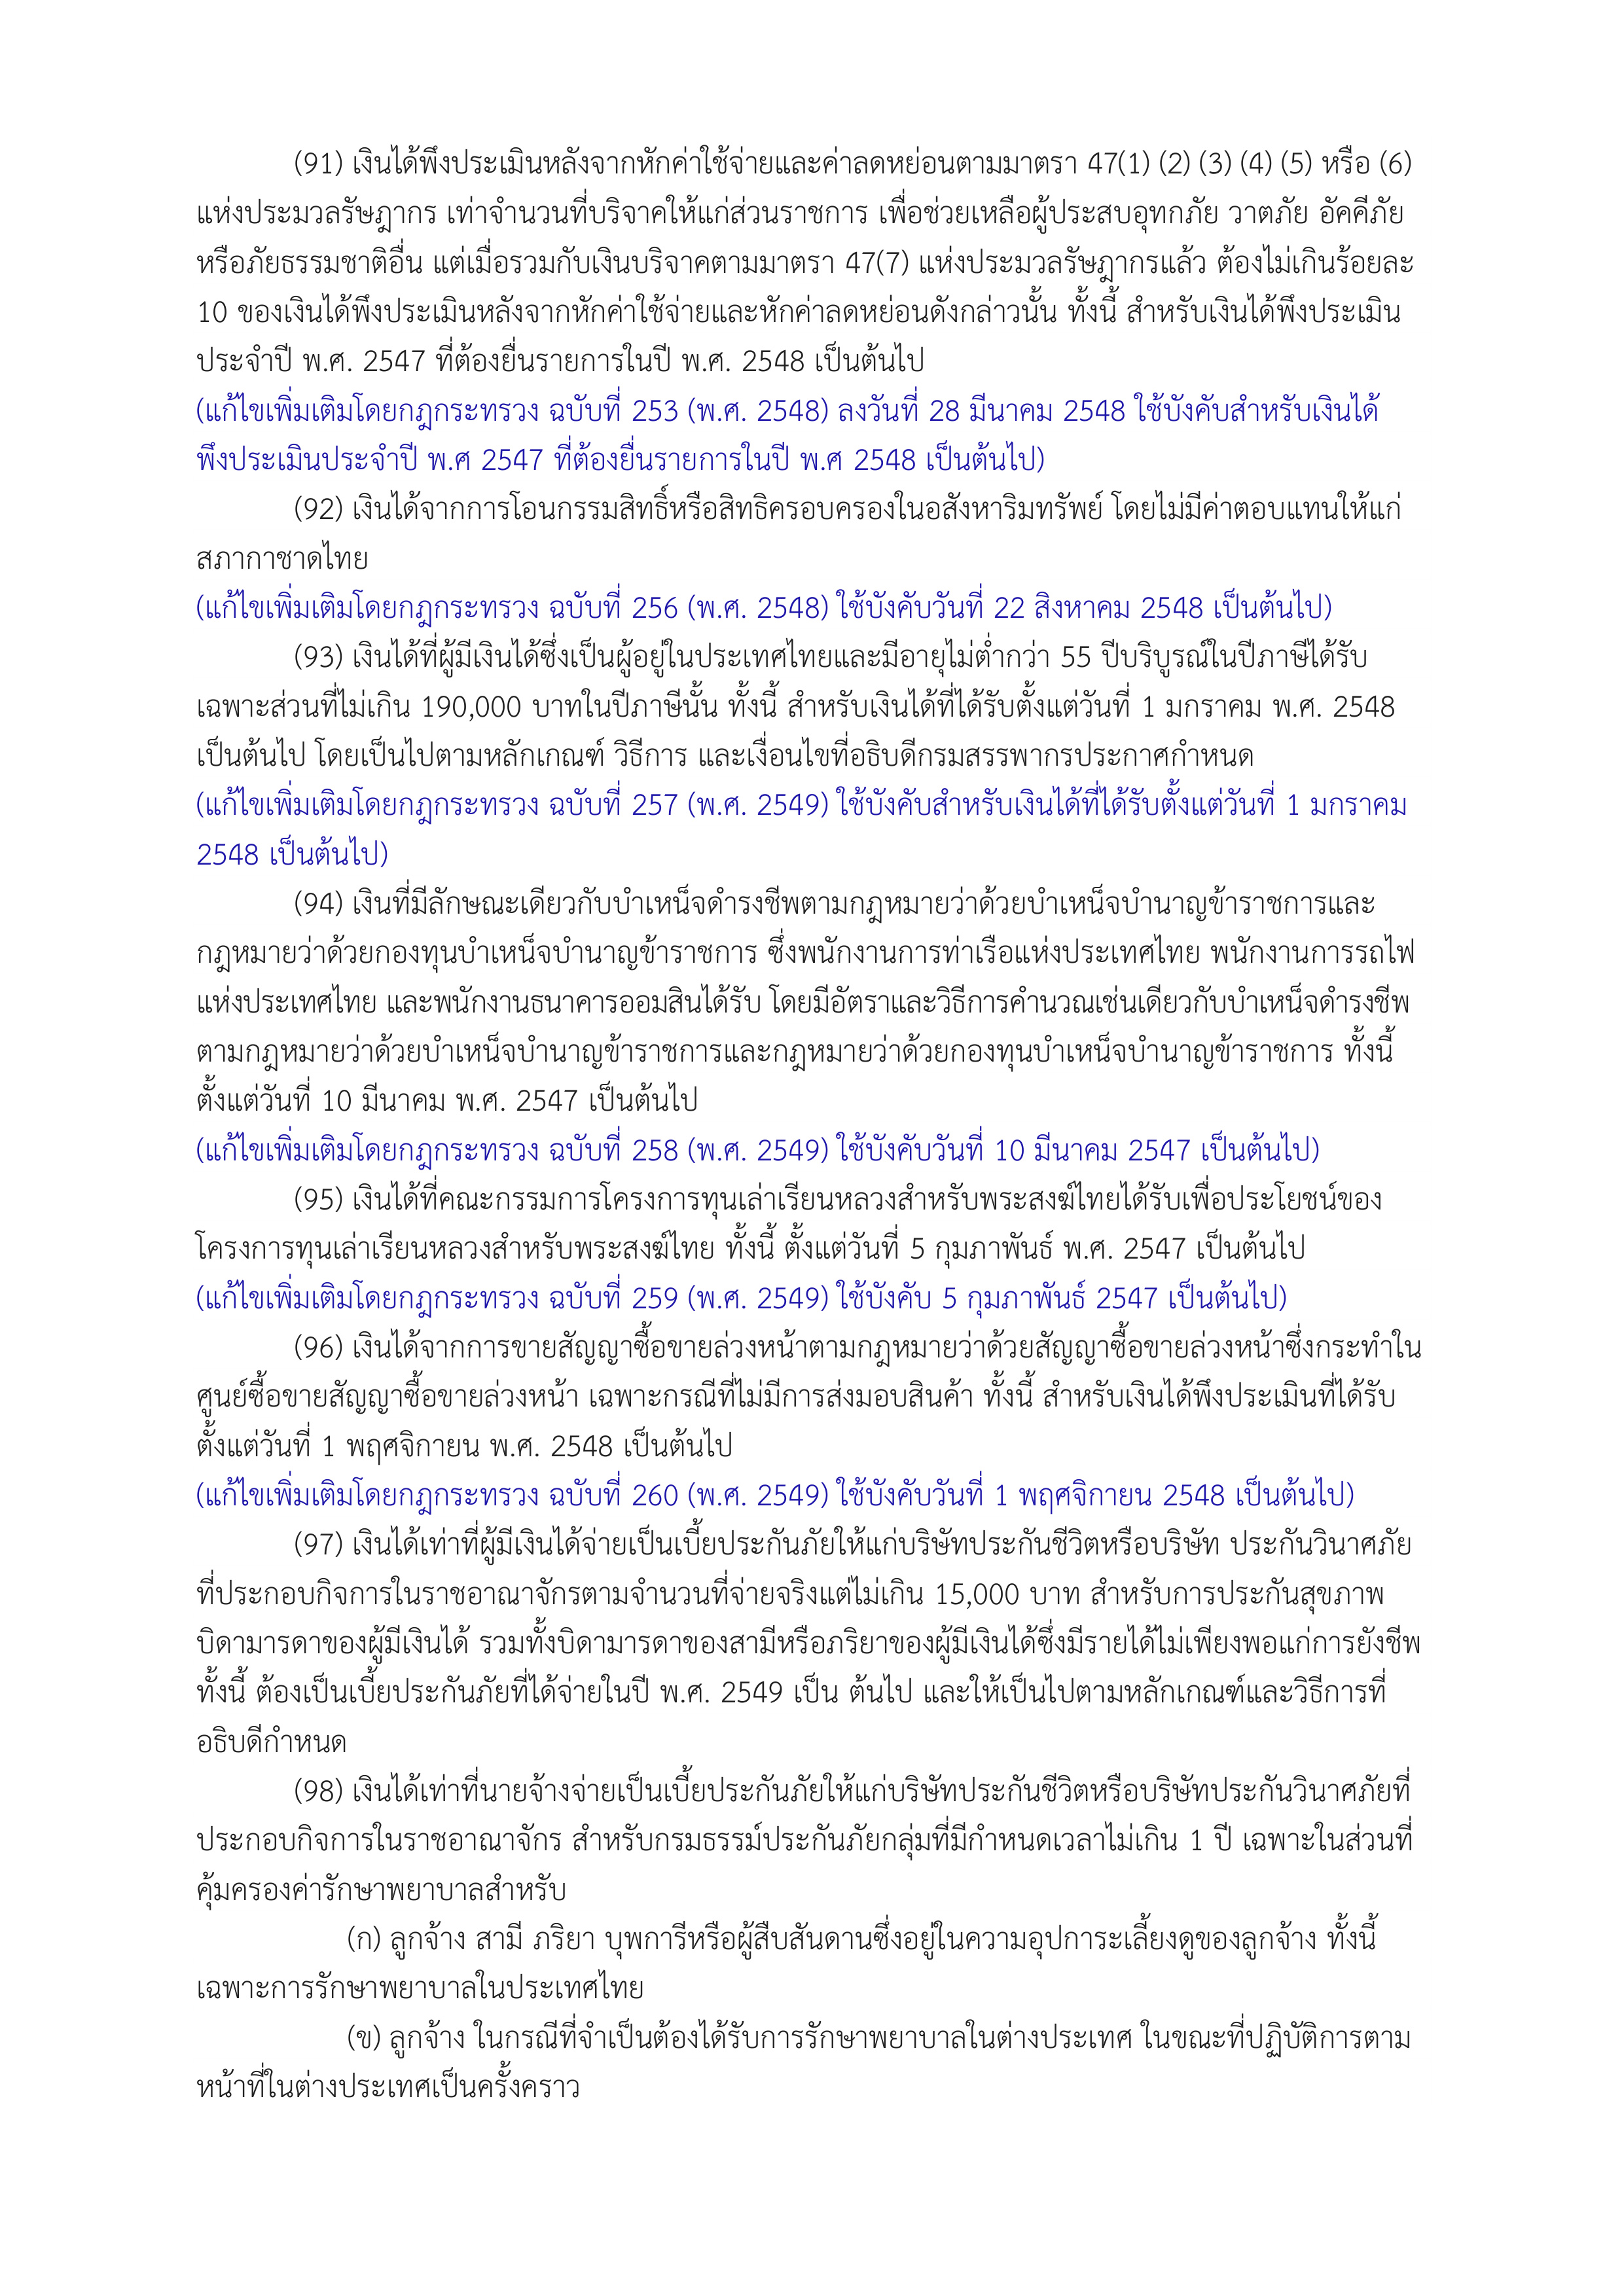 (91) เงินได้พึงประเมินหลังจากหักค่าใช้จ่ายและค่าลดหย่อนตามมาตรา 47(1) (2) (3) (4) (5) หรือ (6)
แห่งประมวลรัษฎากร เท่าจำนวนที่บริจาคให้แก่ส่วนราชการ เพื่อช่วยเหลือผู้ประสบอุทกภัย วาตภัย อัคคีภัย
หรือภัยธรรมชาติอื่น แต่เมื่อรวมกับเงินบริจาคตามมาตรา 47(7) แห่งประมวลรัษฎากรแล้ว ต้องไม่เกินร้อยละ
10 ของเงินได้พึงประเมินหลังจากหักค่าใช้จ่ายและหักค่าลดหย่อนดังกล่าวนั้น ทั้งนี้ สำหรับเงินได้พึงประเมิน
ประจำปี พ.ศ. 2547 ที่ต้องยื่นรายการในปี พ.ศ. 2548 เป็นต้นไป
(แก้ไขเพิ่มเติมโดยกฎกระทรวง ฉบับที่ 253 (พ.ศ. 2548) ลงวันที่ 28 มีนาคม 2548 ใช้บังคับสำหรับเงินได้
พึงประเมินประจำปี พ.ศ 2547 ที่ต้องยื่นรายการในปี พ.ศ 2548 เป็นต้นไป)
(92) เงินได้จากการโอนกรรมสิทธิ์หรือสิทธิครอบครองในอสังหาริมทรัพย์ โดยไม่มีค่าตอบแทนให้แก่
สภากาชาดไทย
(แก้ไขเพิ่มเติมโดยกฎกระทรวง ฉบับที่ 256 (พ.ศ. 2548) ใช้บังคับวันที่ 22 สิงหาคม 2548 เป็นต้นไป)
(93) เงินได้ที่ผู้มีเงินได้ซึ่งเป็นผู้อยู่ในประเทศไทยและมีอายุไม่ต่ำกว่า 55 ปีบริบูรณ์ในปีภาษีได้รับ
เฉพาะส่วนที่ไม่เกิน 190,000 บาทในปีภาษีนั้น ทั้งนี้ สำหรับเงินได้ที่ได้รับตั้งแต่วันที่ 1 มกราคม พ.ศ. 2548
เป็นต้นไป โดยเป็นไปตามหลักเกณฑ์ วิธีการ และเงื่อนไขที่อธิบดีกรมสรรพากรประกาศกำหนด
(แก้ไขเพิ่มเติมโดยกฎกระทรวง ฉบับที่ 257 (พ.ศ. 2549) ใช้บังคับสำหรับเงินได้ที่ได้รับตั้งแต่วันที่ 1 มกราคม
2548 เป็นต้นไป)
(94) เงินที่มีลักษณะเดียวกับบำเหน็จดำรงชีพตามกฎหมายว่าด้วยบำเหน็จบำนาญข้าราชการและ
กฎหมายว่าด้วยกองทุนบำเหน็จบำนาญข้าราชการ ซึ่งพนักงานการท่าเรือแห่งประเทศไทย พนักงานการรถไฟ
แห่งประเทศไทย และพนักงานธนาคารออมสินได้รับ โดยมีอัตราและวิธีการคำนวณเช่นเดียวกับบำเหน็จดำรงชีพ
ตามกฎหมายว่าด้วยบำเหน็จบำนาญข้าราชการและกฎหมายว่าด้วยกองทุนบำเหน็จบำนาญข้าราชการ ทั้งนี้
ตั้งแต่วันที่ 10 มีนาคม พ.ศ. 2547 เป็นต้นไป
(แก้ไขเพิ่มเติมโดยกฎกระทรวง ฉบับที่ 258 (พ.ศ. 2549) ใช้บังคับวันที่ 10 มีนาคม 2547 เป็นต้นไป)
(95) เงินได้ที่คณะกรรมการโครงการทุนเล่าเรียนหลวงสำหรับพระสงฆ์ไทยได้รับเพื่อประโยชน์ของ
โครงการทุนเล่าเรียนหลวงสำหรับพระสงฆ์ไทย ทั้งนี้ ตั้งแต่วันที่ 5 กุมภาพันธ์ พ.ศ. 2547 เป็นต้นไป
(แก้ไขเพิ่มเติมโดยกฎกระทรวง ฉบับที่ 259 (พ.ศ. 2549) ใช้บังคับ 5 กุมภาพันธ์ 2547 เป็นต้นไป)
(96) เงินได้จากการขายสัญญาซื้อขายล่วงหน้าตามกฎหมายว่าด้วยสัญญาซื้อขายล่วงหน้าซึ่งกระทำใน
ศูนย์ซื้อขายสัญญาซื้อขายล่วงหน้า เฉพาะกรณีที่ไม่มีการส่งมอบสินค้า ทั้งนี้ สำหรับเงินได้พึงประเมินที่ได้รับ
ตั้งแต่วันที่ 1 พฤศจิกายน พ.ศ. 2548 เป็นต้นไป
(แก้ไขเพิ่มเติมโดยกฎกระทรวง ฉบับที่ 260 (พ.ศ. 2549) ใช้บังคับวันที่ 1 พฤศจิกายน 2548 เป็นต้นไป)
(97) เงินได้เท่าที่ผู้มีเงินได้จ่ายเป็นเบี้ยประกันภัยให้แก่บริษัทประกันชีวิตหรือบริษัท ประกันวินาศภัย
ที่ประกอบกิจการในราชอาณาจักรตามจำนวนที่จ่ายจริงแต่ไม่เกิน 15,000 บาท สำหรับการประกันสุขภาพ
บิดามารดาของผู้มีเงินได้ รวมทั้งบิดามารดาของสามีหรือภริยาของผู้มีเงินได้ซึ่งมีรายได้ไม่เพียงพอแก่การยังชีพ
ทั้งนี้ ต้องเป็นเบี้ยประกันภัยที่ได้จ่ายในปี พ.ศ. 2549 เป็น ต้นไป และให้เป็นไปตามหลักเกณฑ์และวิธีการที่
อธิบดีกำหนด
(98) เงินได้เท่าที่นายจ้างจ่ายเป็นเบี้ยประกันภัยให้แก่บริษัทประกันชีวิตหรือบริษัทประกันวินาศภัยที่
ประกอบกิจการในราชอาณาจักร สำหรับกรมธรรม์ประกันภัยกลุ่มที่มีกำหนดเวลาไม่เกิน 1 ปี เฉพาะในส่วนที่
คุ้มครองค่ารักษาพยาบาลสำหรับ
(ก) ลูกจ้าง สามี ภริยา บุพการีหรือผู้สืบสันดานซึ่งอยู่ในความอุปการะเลี้ยงดูของลูกจ้าง ทั้งนี้
เฉพาะการรักษาพยาบาลในประเทศไทย
(ข) ลูกจ้าง ในกรณีที่จำเป็นต้องได้รับการรักษาพยาบาลในต่างประเทศ ในขณะที่ปฏิบัติการตาม
หน้าที่ในต่างประเทศเป็นครั้งคราว